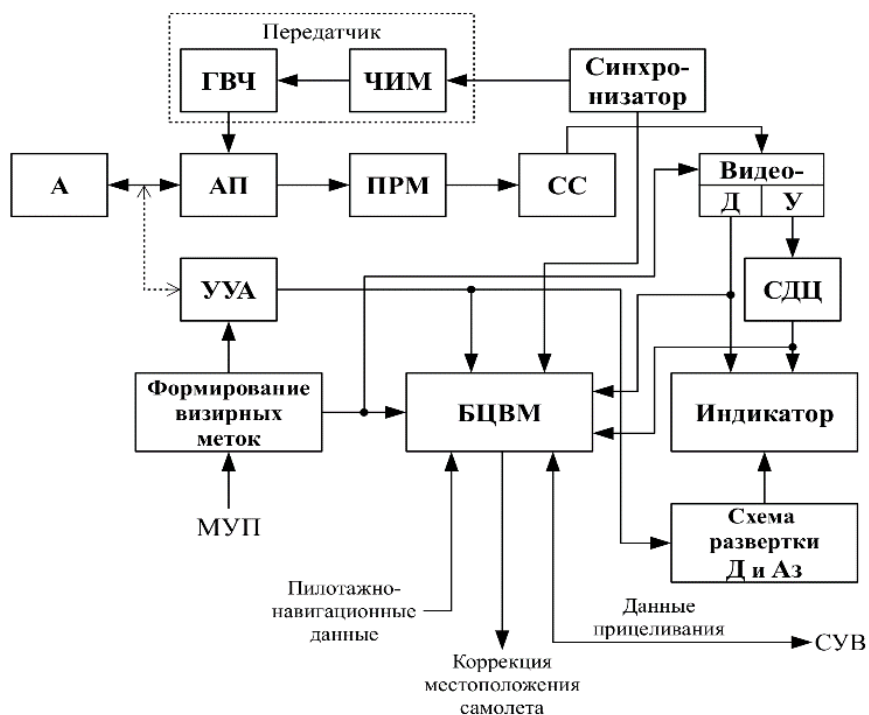 Передатчик
ГВЧ
ЧИМ
Синхро-
низатор
А
АП
ПРМ
СС
Видео-
Д
У
УУА
СДЦ
Формирование
визирных
меток
БЦВМ
Индикатор
МУП
Схема
развертки
Д и Аз
Пилотажно-
навигационные
данные
Данные
прицеливания
СУВ
Коррекция
местоположения
самолета